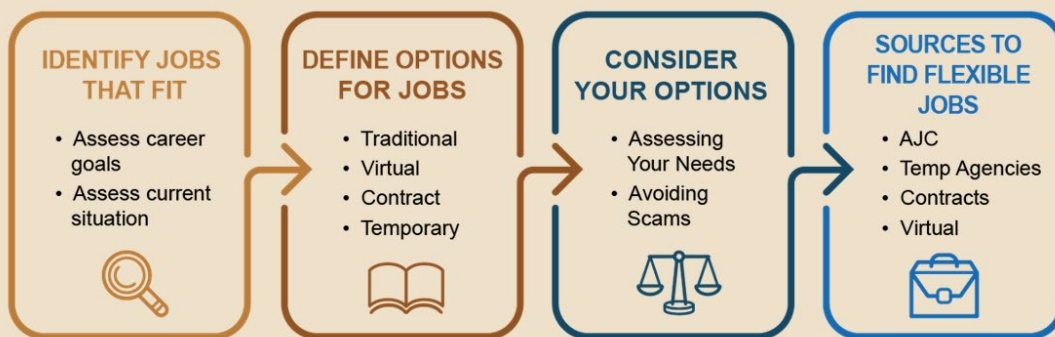 IDENTIFY JOBS
THAT FIT
• Assess career
goals
• Assess current
situation
DEFINE OPTIONS
FOR JOBS
• Traditional
• Virtual
• Contract
• Temporary
CONSIDER
YOUR OPTIONS
• Assessing
Your Needs
• Avoiding
Scams
SOURCES TO
FIND FLEXIBLE
JOBS
• AJC
• Temp Agencies
• Contracts
• Virtual